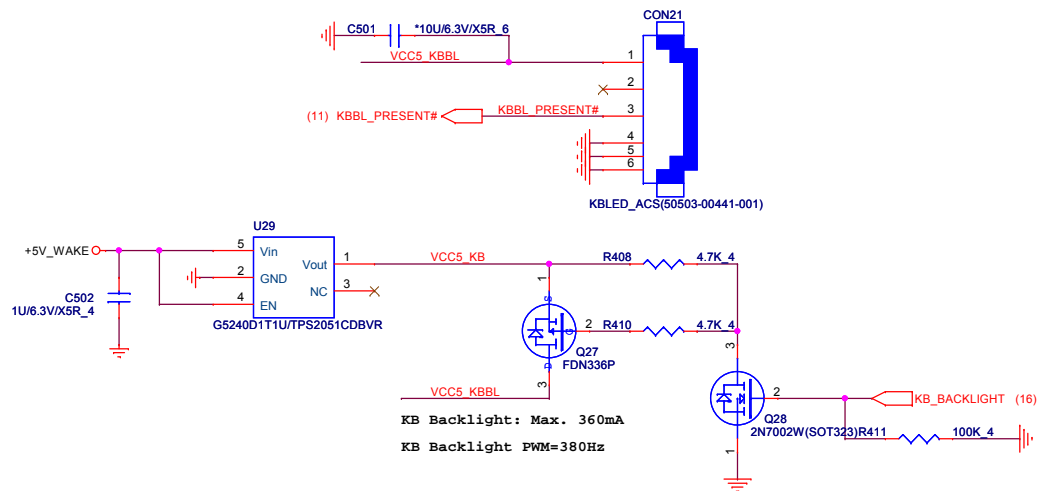 CON21
C501 *10U/6.3V/X5R_6
VCC5_KBBL
1
2
(11) KBBL_PRESENT# KBBL_PRESENT# 3
4
5
6
KBLED_ACS(50503-00441-001)
U29
+5V_WAKE 5 Vin Vout 1 VCC5_KB R408 4.7K_4
2 GND NC 3
4 EN
C502
1U/6.3V/X5R_4
G5240D1T1U/TPS2051CDBVR
1
S
G 2 R410 4.7K_4
Q27
FDN336P
D
3
VCC5_KBBL
3
2 KB_BACKLIGHT (16)
Q28
2N7002W(SOT323) R411 100K_4
1
KB Backlight: Max. 360mA
KB Backlight PWM=380Hz